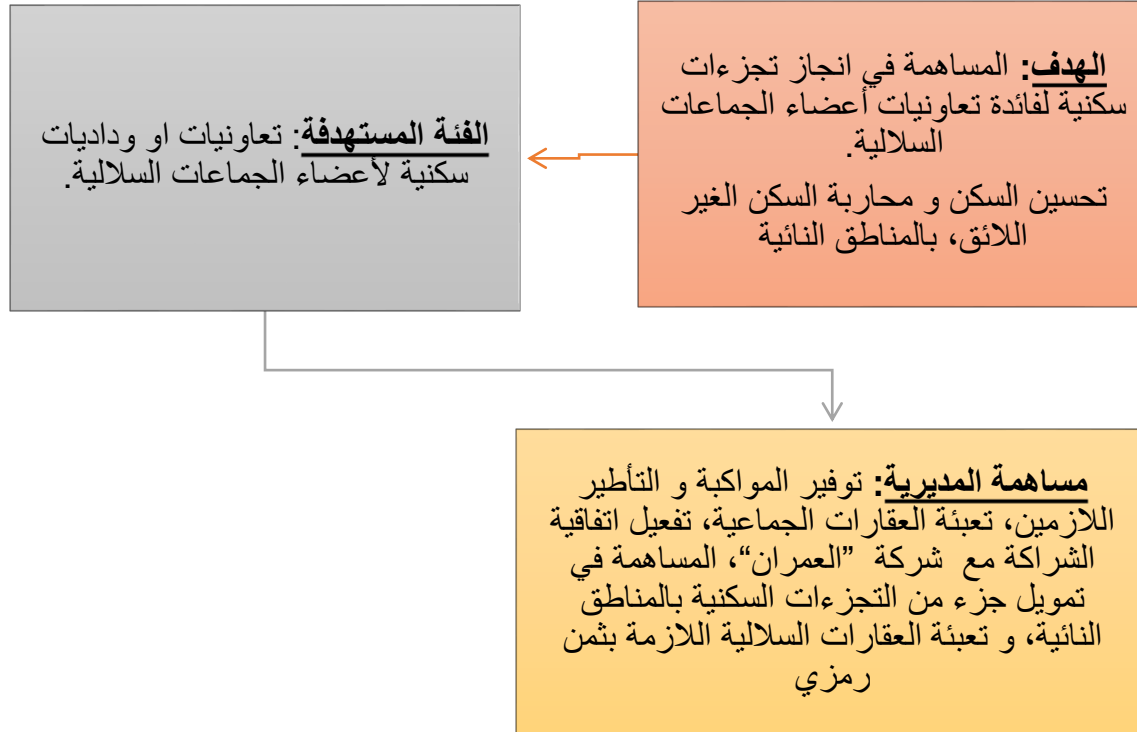 الهدف: المساهمة في انجاز تجزءات
سكنية لفائدة تعاونيات أعضاء الجماعات
السلالية.
تحسين السكن و محاربة السكن الغير
اللائق، بالمناطق النائية
الفئة المستهدفة: تعاونيات او وداديات
سكنية لأعضاء الجماعات السلالية.
مساهمة المديرية: توفير المواكبة و التأطير
اللازمين، تعبئة العقارات الجماعية، تفعيل اتفاقية
الشراكة مع شركة ”العمران“، المساهمة في
تمويل جزء من التجزءات السكنية بالمناطق
النائية، و تعبئة العقارات السلالية اللازمة بثمن
رمزي